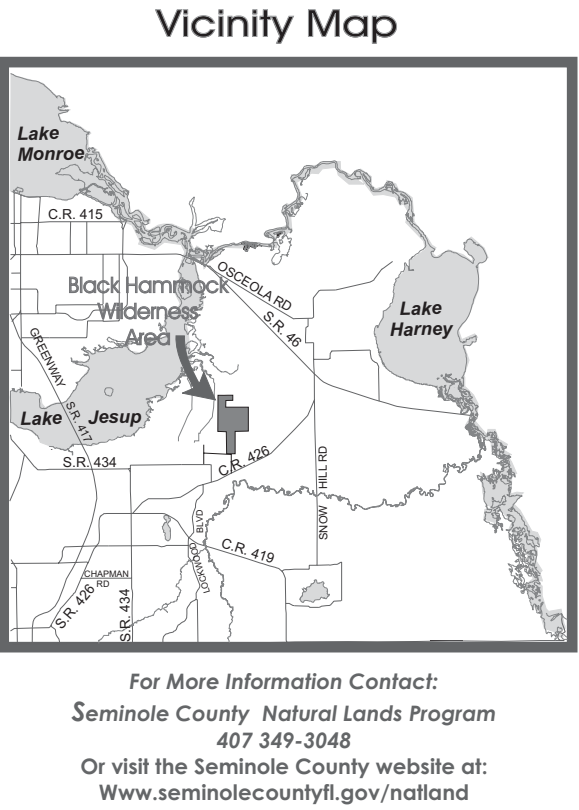 Vicinity Map
Lake
Monroe
C.R. 415
OSCEOLA RD
Black Hammock
Wilderness
Area
S.R. 46
Lake
Harney
GREENWAY
S.R. 417
Lake Jesup
S.R. 434
C.R. 426
SNOW HILL RD
LOCKWOOD BLVD
C.R. 419
CHAPMAN
RD
S.R. 426
S.R. 434
For More Information Contact:
Seminole County Natural Lands Program
407 349-3048
Or visit the Seminole County website at:
Www.seminolecountyfl.gov/natland